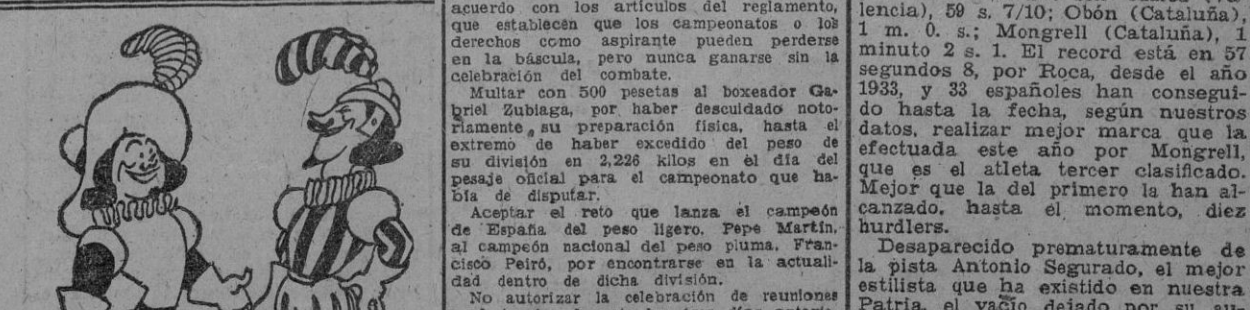 acuerdo con los artículos del reglamento,
que establecen que los campeonatos o los
derechos como aspirante pueden perderse
en la báscula, pero nunca ganarse sin la
celebración del combate.
Multar con 500 pesetas al boxeador Ga-
briel Zubiaga, por haber descuidado noto-
riamente su preparación física, hasta el
extremo de haber excedido del peso de
su división en 2,226 kilos en el día del
pesaje oficial para el campeonato que ha-
bía de disputar.
Aceptar el reto que lanza el campeón
de España del peso ligero. Pepe Martín,
al campeón nacional del peso pluma, Fran-
cisco Peiró, por encontrarse en la actuali-
dad dentro de dicha división.
No autorizar la celebración de reuniones
lencia), 59 s. 7/10; Obón (Cataluña),
1 m. 0. s.; Mongrell (Cataluña), 1
minuto 2 s. 1. El record está en 57
segundos 8, por Roca, desde el año
1933, y 33 españoles han consegui-
do hasta la fecha, según nuestros
datos, realizar mejor marca que la
efectuada este año por Mongrell,
que es el atleta tercer clasificado.
Mejor que la del primero la han al-
canzado, hasta el momento, diez
hurdlers.
Desaparecido prematuramente de
la pista Antonio Segurado, el mejor
estilista que ha existido en nuestra
Patria, el vacío dejado por su au-